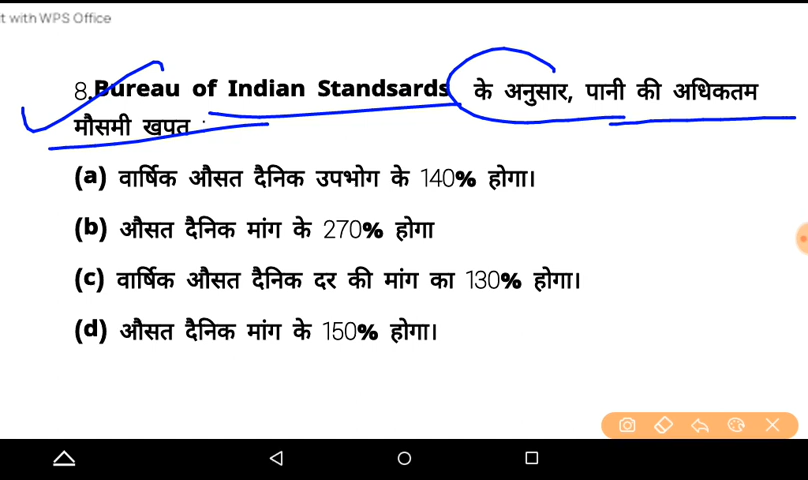 t with WPS Office
8.Bureau of Indian Standsards के अनुसार, पानी की अधिकतम
मौसमी खपत :
(a) वार्षिक औसत दैनिक उपभोग के 140% होगा।
(b) औसत दैनिक मांग के 270% होगा
(c) वार्षिक औसत दैनिक दर की मांग का 130% होगा।
(d) औसत दैनिक मांग के 150% होगा।